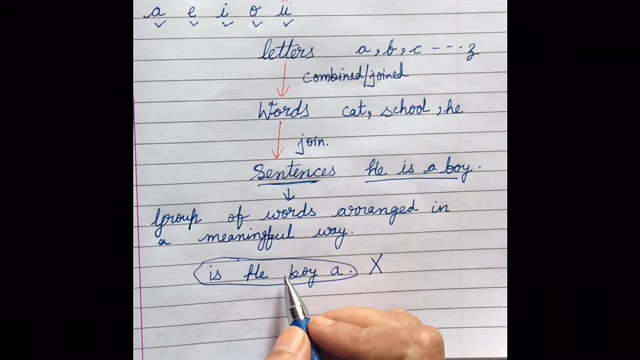 a e i o u
letters a, b, c ---- z
combined/joined
Words cat, school, he
join.
Sentences He is a boy.
Group of words arranged in
a meaningful way.
is He boy a. X